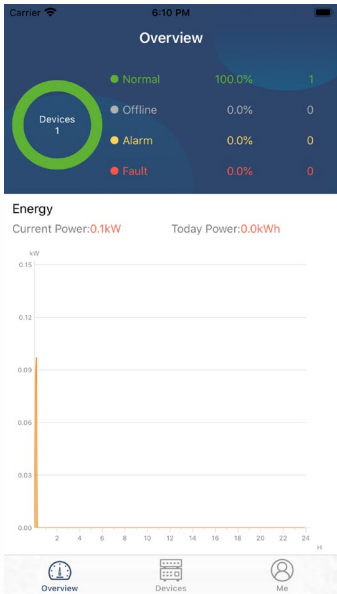 Carrier 6:10 PM
Overview
Devices
1
Normal 100.0% 1
Offline 0.0% 0
Alarm 0.0% 0
Fault 0.0% 0
Energy
Current Power:0.1kW Today Power:0.0kWh
kW
0.15
0.12
0.09
0.06
0.03
0.00
2 4 6 8 10 12 14 16 18 20 22 24
H
Overview Devices Me